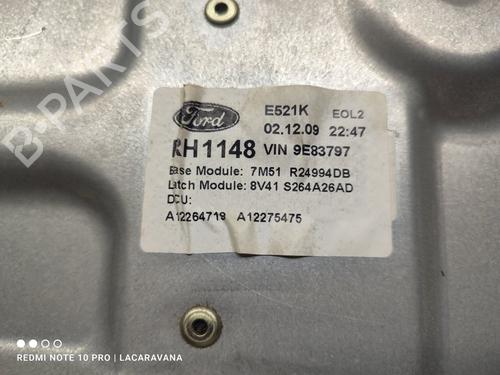 B-PARTS
Ford
E521K EOL2
02.12.09 22:47
RH1148 VIN 9E83797
Base Module: 7M51 R24994DB
Latch Module: 8V41 S264A26AD
DCU:
A12264719 A12275475
REDMI NOTE 10 PRO | LACARAVANA